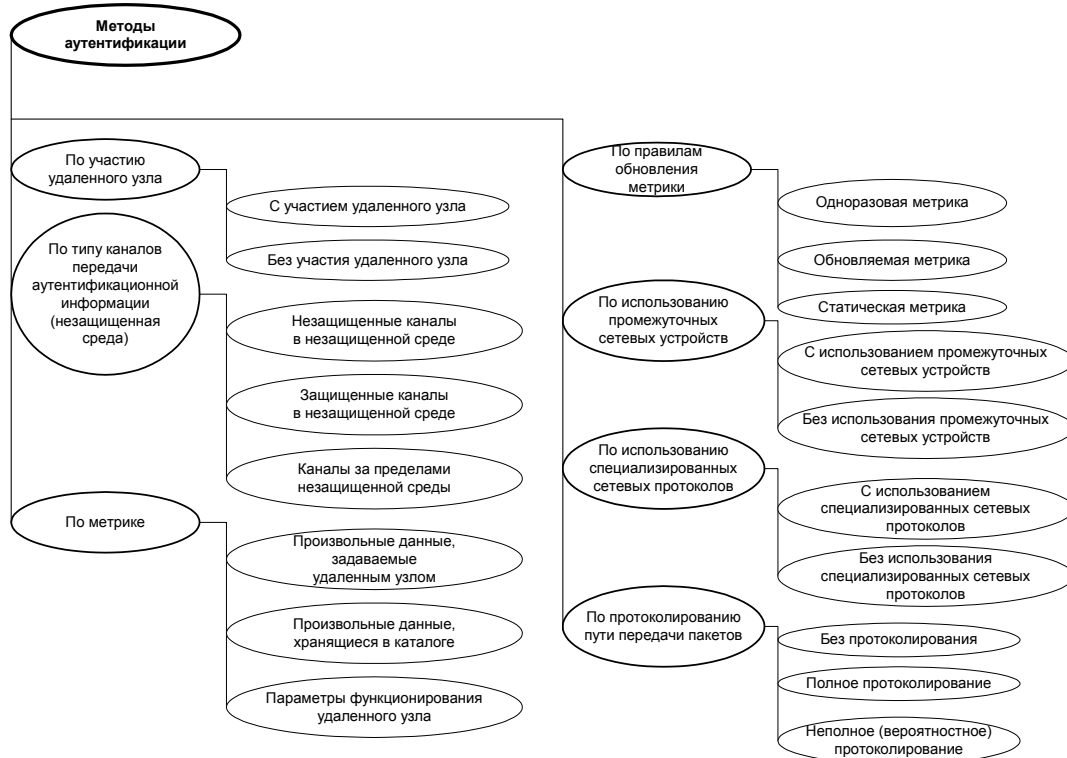 Методы
аутентификации
По участию
удаленного узла
С участием удаленного узла
Без участия удаленного узла
По типу каналов
передачи
аутентификационной
информации
(незащищенная
среда)
Незащищенные каналы
в незащищенной среде
Защищенные каналы
в незащищенной среде
Каналы за пределами
незащищенной среды
По метрике
Произвольные данные,
задаваемые
удаленным узлом
Произвольные данные,
хранящиеся в каталоге
Параметры функционирования
удаленного узла
По правилам
обновления
метрики
Одноразовая метрика
Обновляемая метрика
Статическая метрика
По использованию
промежуточных
сетевых устройств
С использованием промежуточных
сетевых устройств
Без использования промежуточных
сетевых устройств
По использованию
специализированных
сетевых протоколов
С использованием
специализированных сетевых
протоколов
Без использования
специализированных сетевых
протоколов
По протоколированию
пути передачи пакетов
Без протоколирования
Полное протоколирование
Неполное (вероятностное)
протоколирование